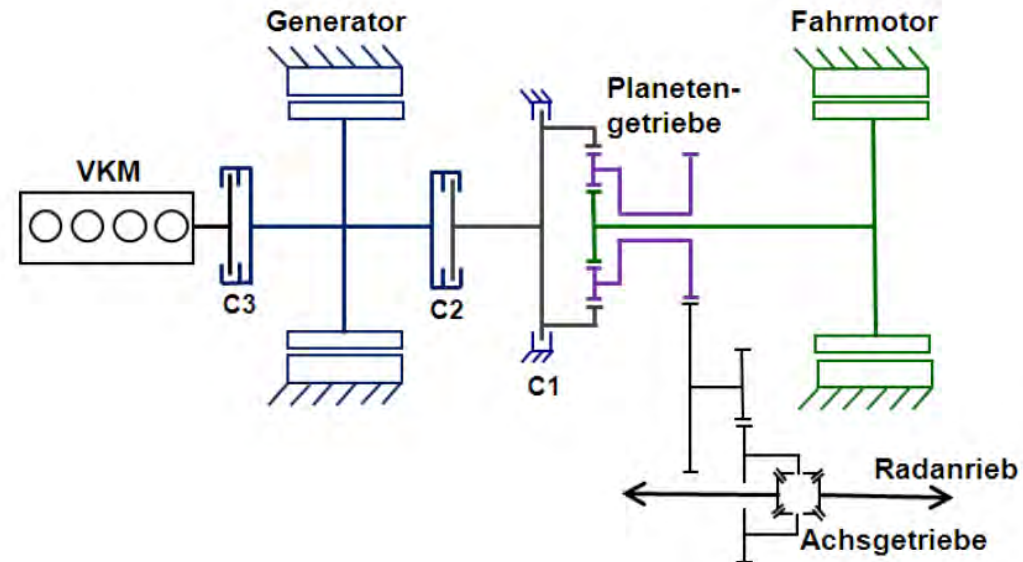 Generator
Fahrmotor
Planeten-
getriebe
VKM
C3
C2
C1
Radanrieb
Achsgetriebe